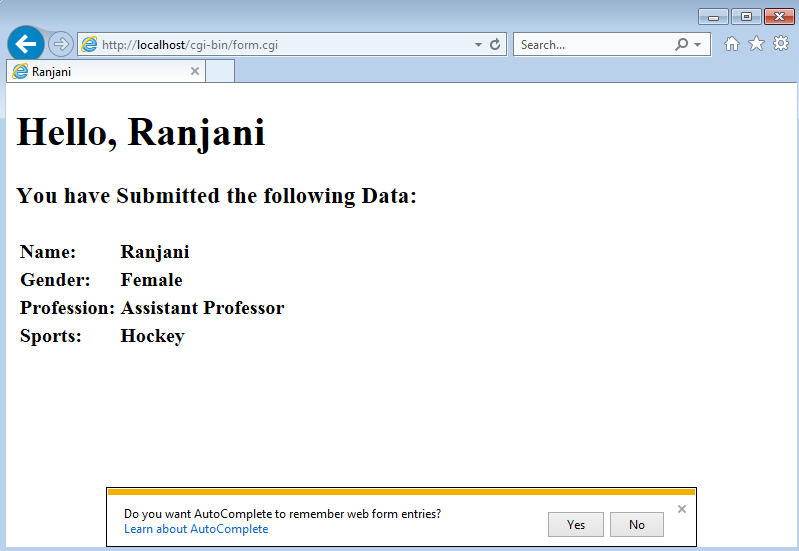 http://localhost/cgi-bin/form.cgi
Search...
Ranjani
Hello, Ranjani
You have Submitted the following Data:
Name: Ranjani
Gender: Female
Profession: Assistant Professor
Sports: Hockey
Do you want AutoComplete to remember web form entries?
Learn about AutoComplete
Yes No